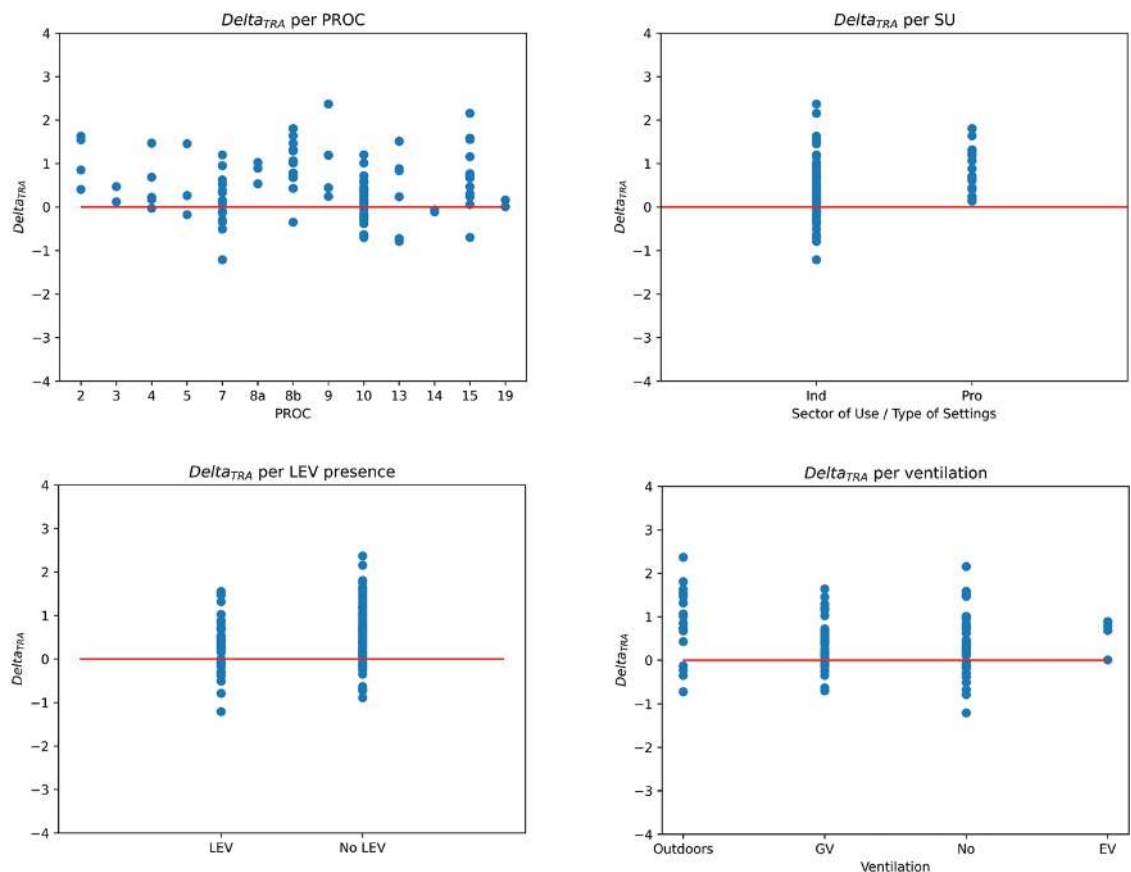 Delta_TRA per PROC
4
3
2
1
0
−1
−2
−3
−4
Delta_TRA
2 3 4 5 7 8a 8b 9 10 13 14 15 19
PROC
Delta_TRA per SU
4
3
2
1
0
−1
−2
−3
−4
Delta_TRA
Ind Pro
Sector of Use / Type of Settings
Delta_TRA per LEV presence
4
3
2
1
0
−1
−2
−3
−4
Delta_TRA
LEV No LEV
Delta_TRA per ventilation
4
3
2
1
0
−1
−2
−3
−4
Delta_TRA
Outdoors GV No EV
Ventilation